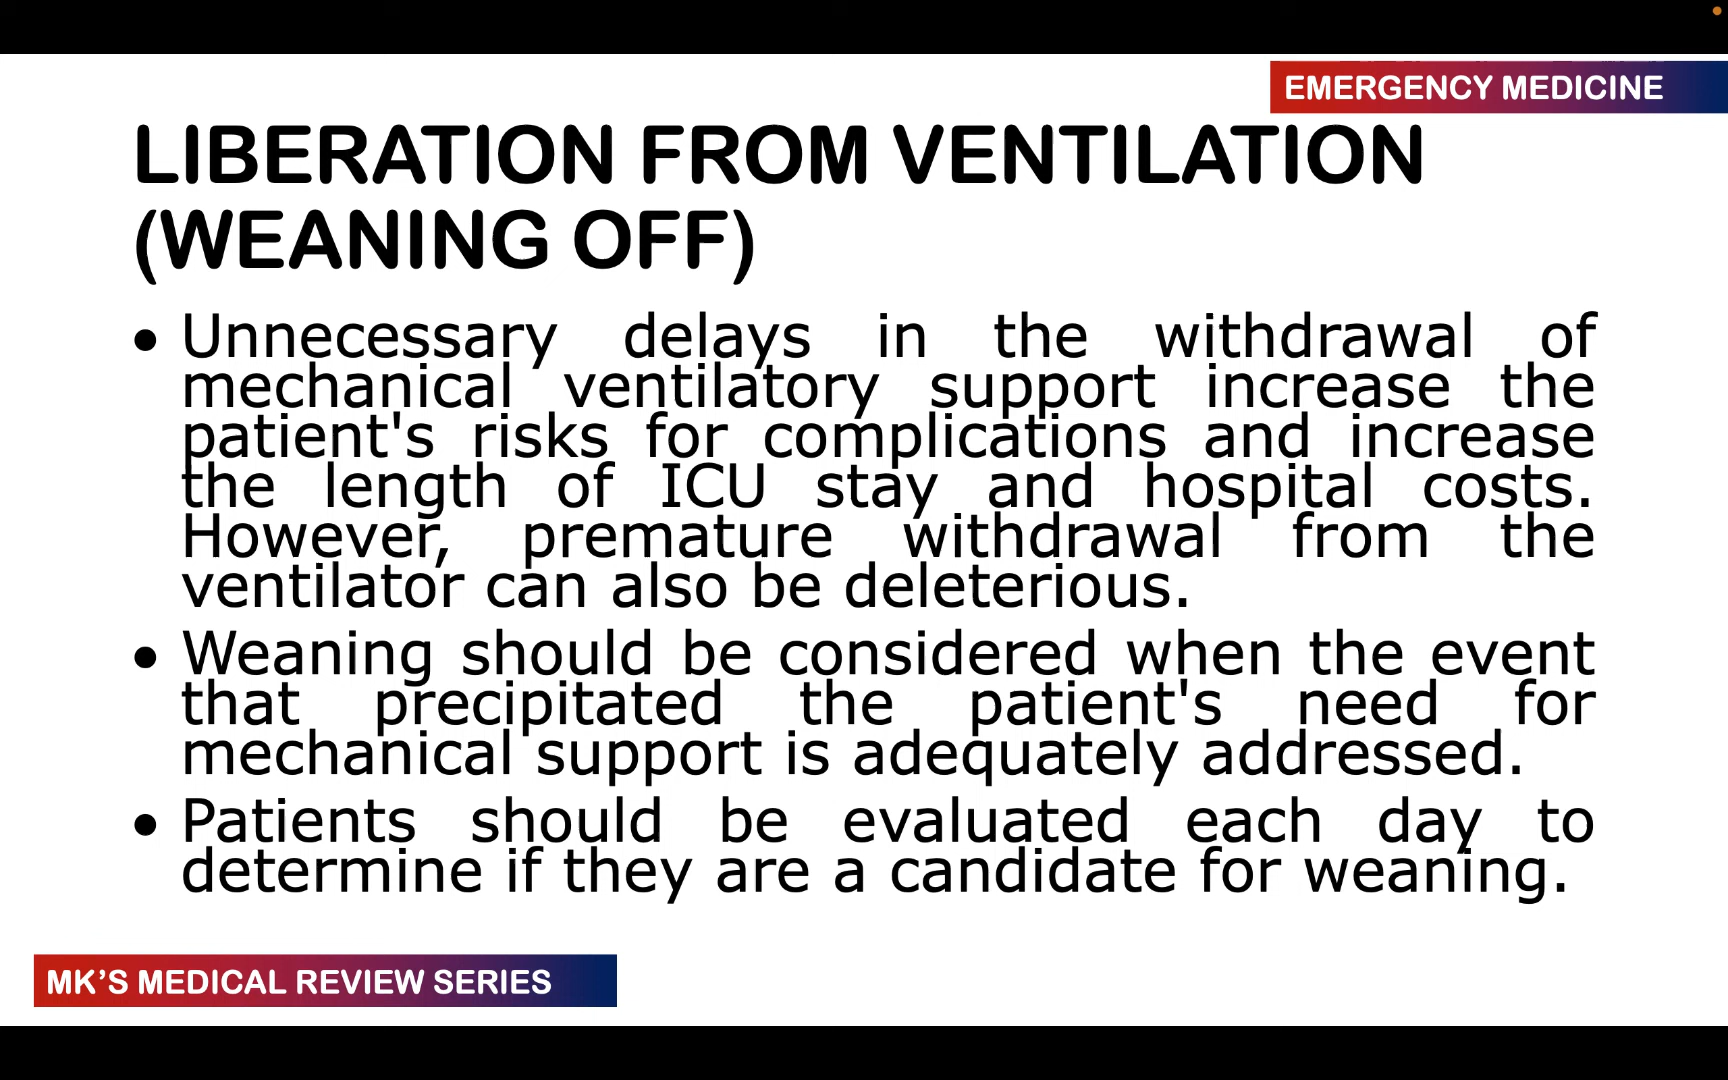 EMERGENCY MEDICINE
LIBERATION FROM VENTILATION
(WEANING OFF)
• Unnecessary delays in the withdrawal of
mechanical ventilatory support increase the
patient's risks for complications and increase
the length of ICU stay and hospital costs.
However, premature withdrawal from the
ventilator can also be deleterious.
• Weaning should be considered when the event
that precipitated the patient's need for
mechanical support is adequately addressed.
• Patients should be evaluated each day to
determine if they are a candidate for weaning.
MK’S MEDICAL REVIEW SERIES